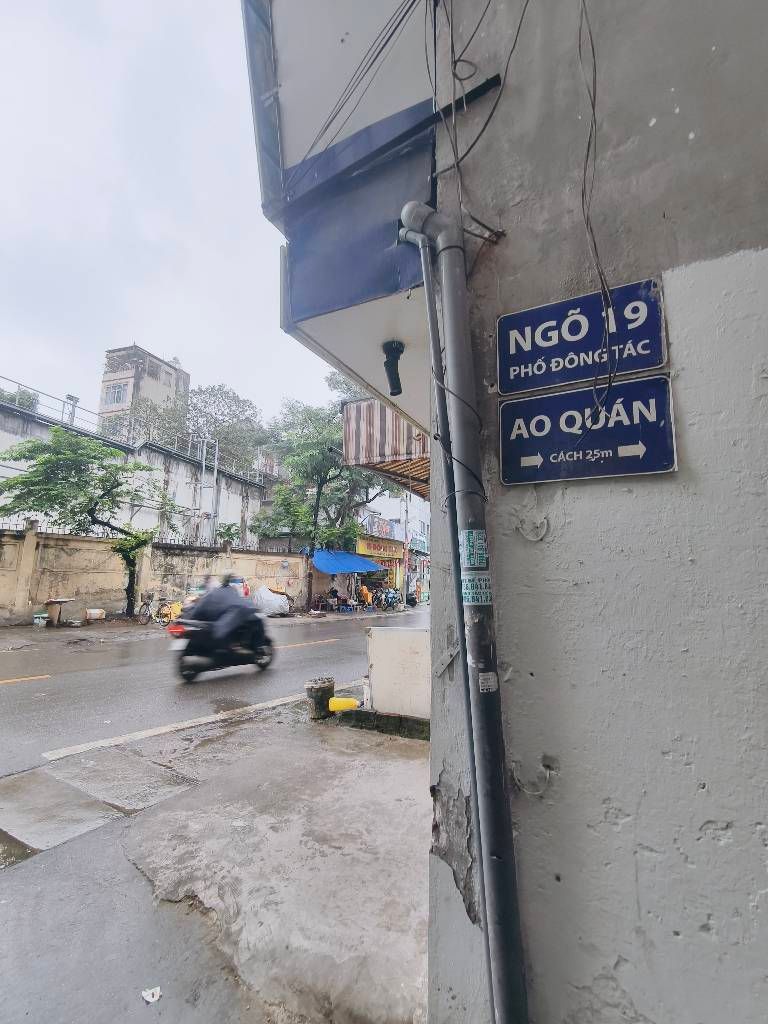 NGÕ 19
PHỐ ĐÔNG TÁC
AO QUÁN
CÁCH 25m